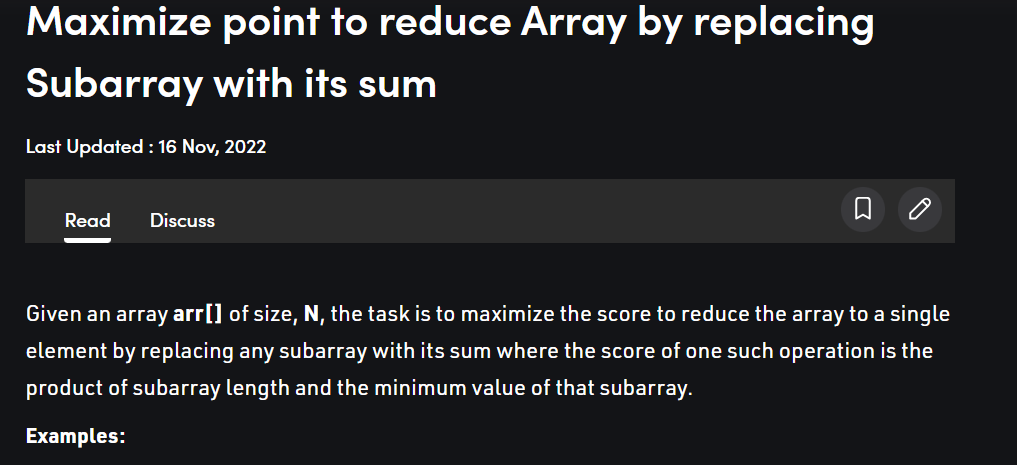 Maximize point to reduce Array by replacing
Subarray with its sum
Last Updated : 16 Nov, 2022
Read Discuss
Given an array arr[] of size, N, the task is to maximize the score to reduce the array to a single
element by replacing any subarray with its sum where the score of one such operation is the
product of subarray length and the minimum value of that subarray.
Examples: